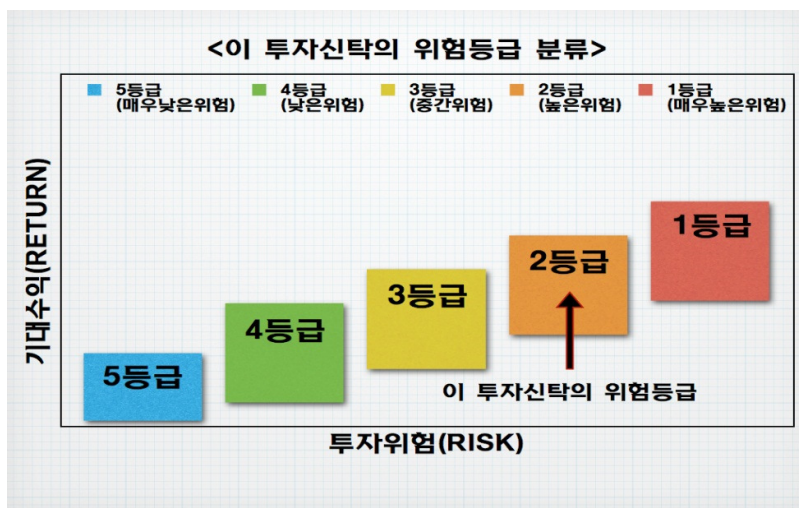 <이 투자신탁의 위험등급 분류>
5등급
(매우낮은위험)
4등급
(낮은위험)
3등급
(중간위험)
2등급
(높은위험)
1등급
(매우높은위험)
기대수익(RETURN)
1등급
2등급
3등급
4등급
5등급
이 투자신탁의 위험등급
투자위험(RISK)